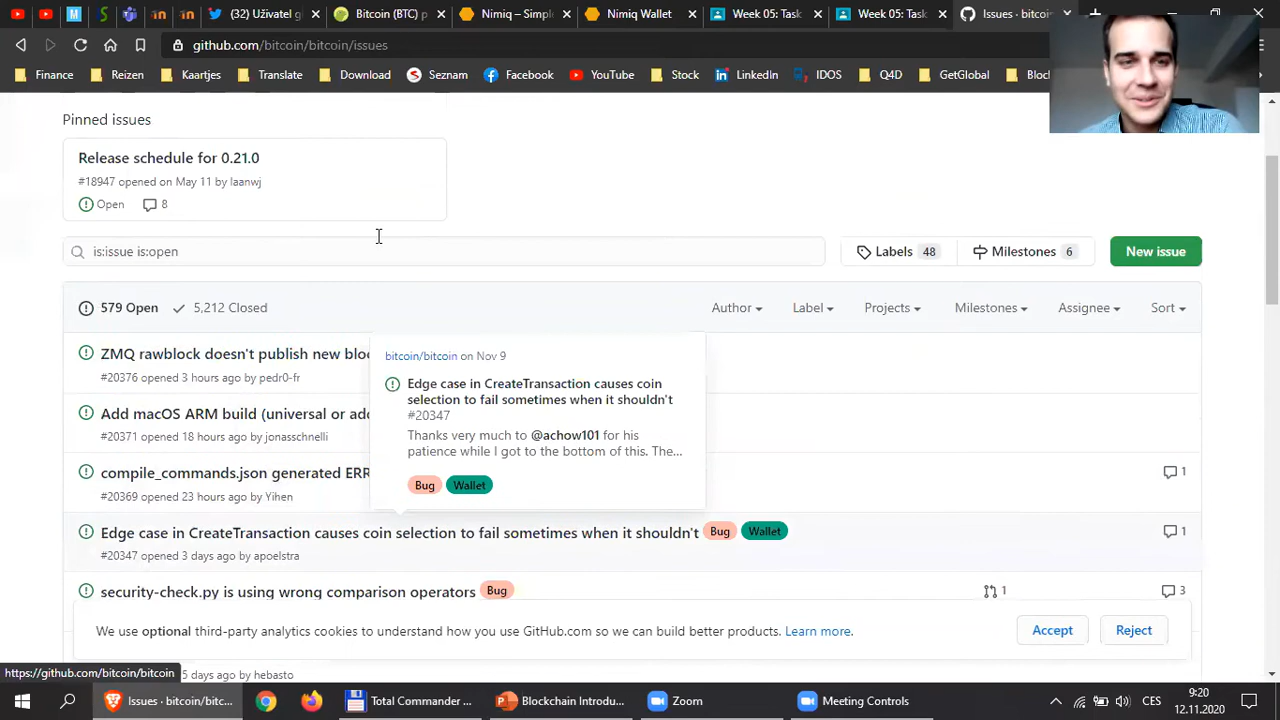 (32) Uživatel g
Bitcoin (BTC) p
Nimiq – Simple
Nimiq Wallet
Week 05: Task
Week 05: Task
Issues · bitcoin
github.com/bitcoin/bitcoin/issues
Finance
Reizen
Kaartjes
Translate
Download
Seznam
Facebook
YouTube
Stock
LinkedIn
IDOS
Q4D
GetGlobal
Pinned issues
Release schedule for 0.21.0
#18947 opened on May 11 by laanwj
Open 8
is:issue is:open
Labels 48
Milestones 6
New issue
579 Open
5,212 Closed
Author
Label
Projects
Milestones
Assignee
Sort
ZMQ rawblock doesn't publish new
#20376 opened 3 hours ago by pedr0-fr
Add macOS ARM build (universal or
#20371 opened 18 hours ago by jonasschnelli
compile_commands.json generated
1
#20369 opened 23 hours ago by Yihen
bitcoin/bitcoin on Nov 9
Edge case in CreateTransaction causes coin
selection to fail sometimes when it shouldn't
#20347
Thanks very much to @achow101 for his
patience while I got to the bottom of this. The...
Bug Wallet
Edge case in CreateTransaction causes coin selection to fail sometimes when it shouldn't Bug Wallet 1
#20347 opened 3 days ago by apoelstra
security-check.py is using wrong comparison operators Bug 1 3
We use optional third-party analytics cookies to understand how you use GitHub.com so we can build better products. Learn more.
Accept
Reject
https://github.com/bitcoin/bitcoin
days ago by hebasto
Issues · bitcoin/bitc...
Total Commander ...
Blockchain Introdu...
Zoom
Meeting Controls
CES
9:20
12.11.2020